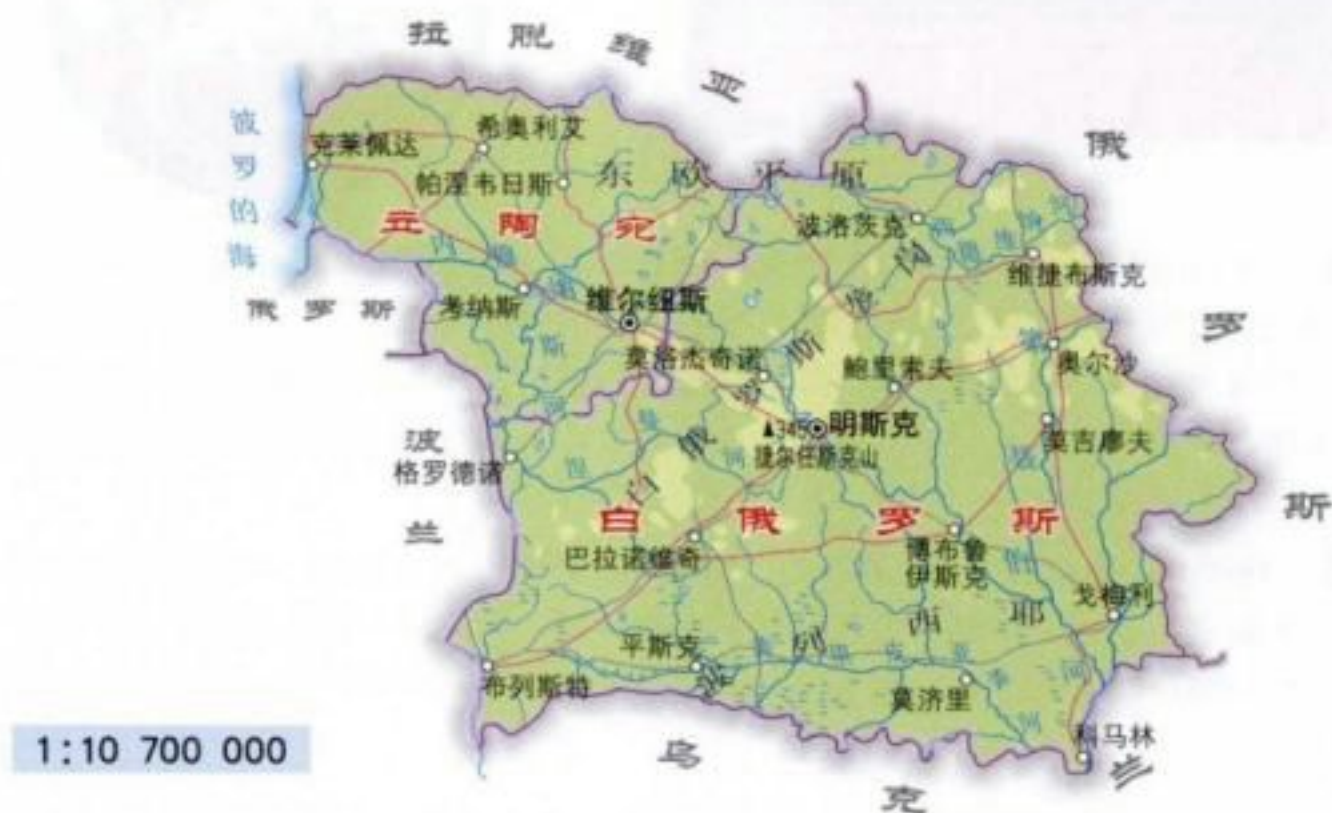 拉脱维亚
波罗的海
俄罗斯
克莱佩达
希奥利艾
帕涅韦日斯
东欧平原
立陶宛
波洛茨克
维捷布斯克
俄罗斯
考纳斯
维尔纽斯
莫洛杰奇诺
鲍里索夫
奥尔沙
波兰
345
明斯克
捷尔任斯克山
莫吉廖夫
格罗德诺
白俄罗斯
巴拉诺维奇
博布鲁
伊斯克
戈梅利
波列西耶
平斯克
布列斯特
莫济里
科马林
1:10 700 000
乌克兰